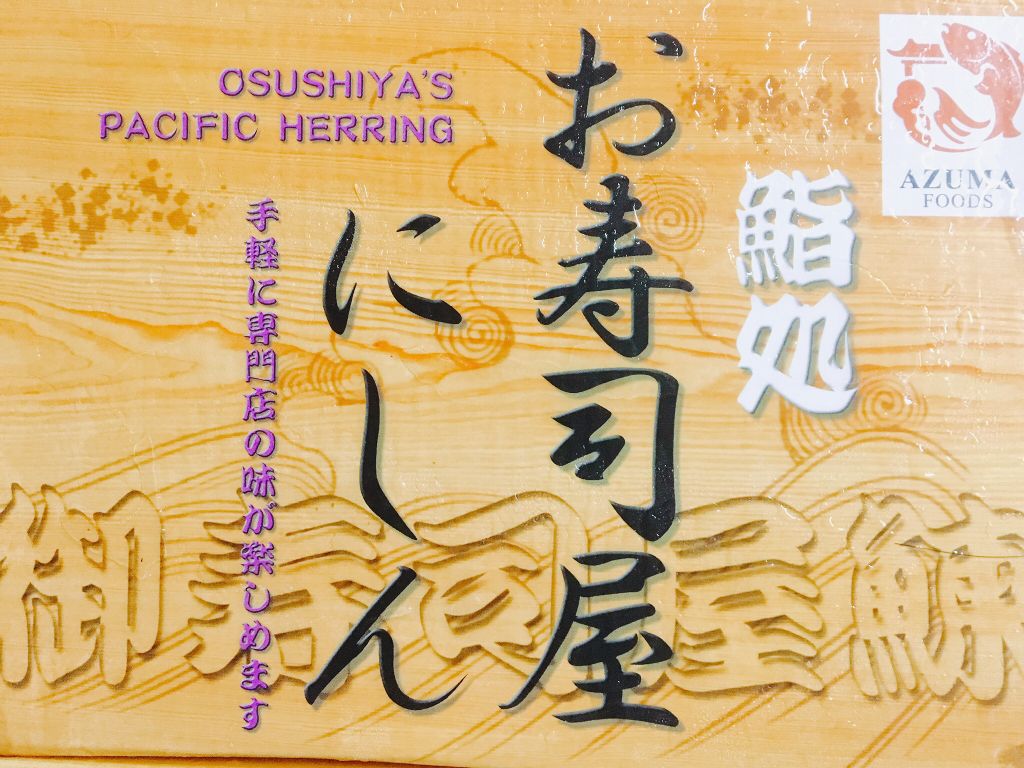 OSUSHIYA'S
PACIFIC HERRING
AZUMA
FOODS
鮨処
お寿司屋
にしん
手軽に専門店の味が楽しめます
御寿司屋